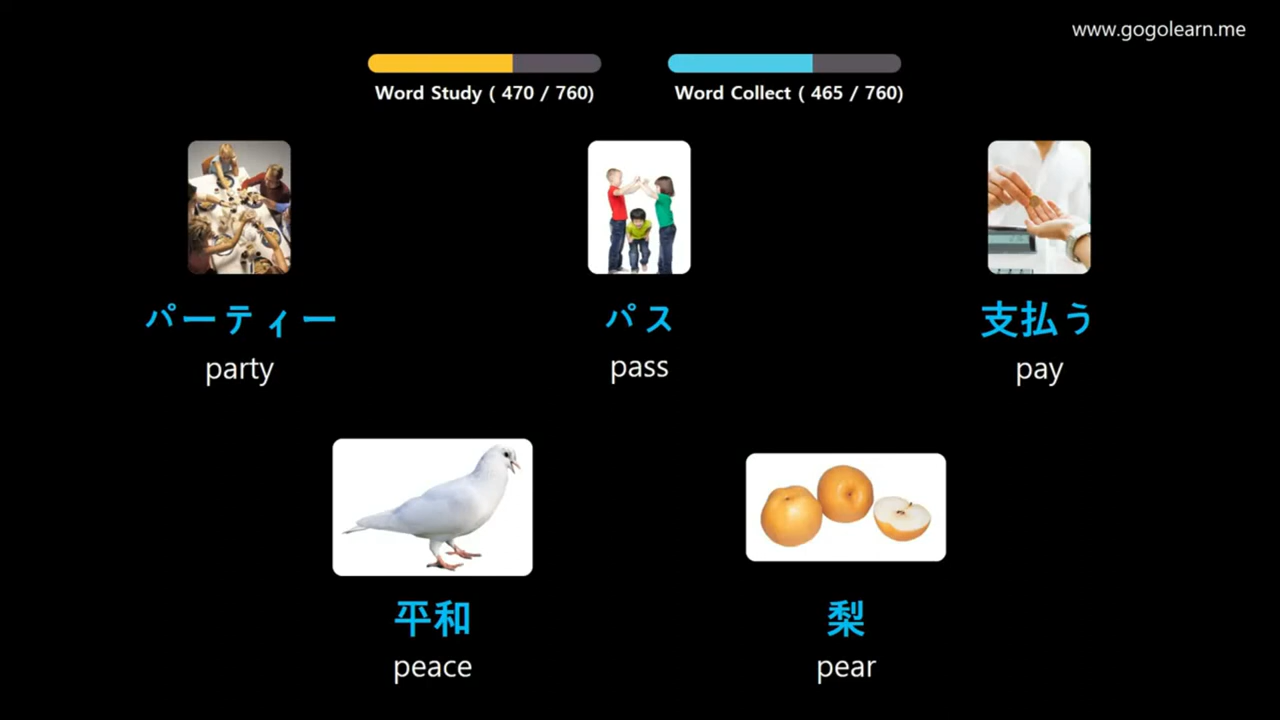 www.gogolearn.me
Word Study ( 470 / 760)
Word Collect ( 465 / 760)
パーティー
party
パス
pass
支払う
pay
平和
peace
梨
pear